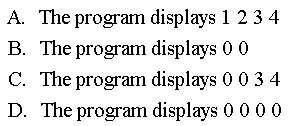 A. The program displays 1 2 3 4
B. The program displays 0 0
C. The program displays 0 0 3 4
D. The program displays 0 0 0 0